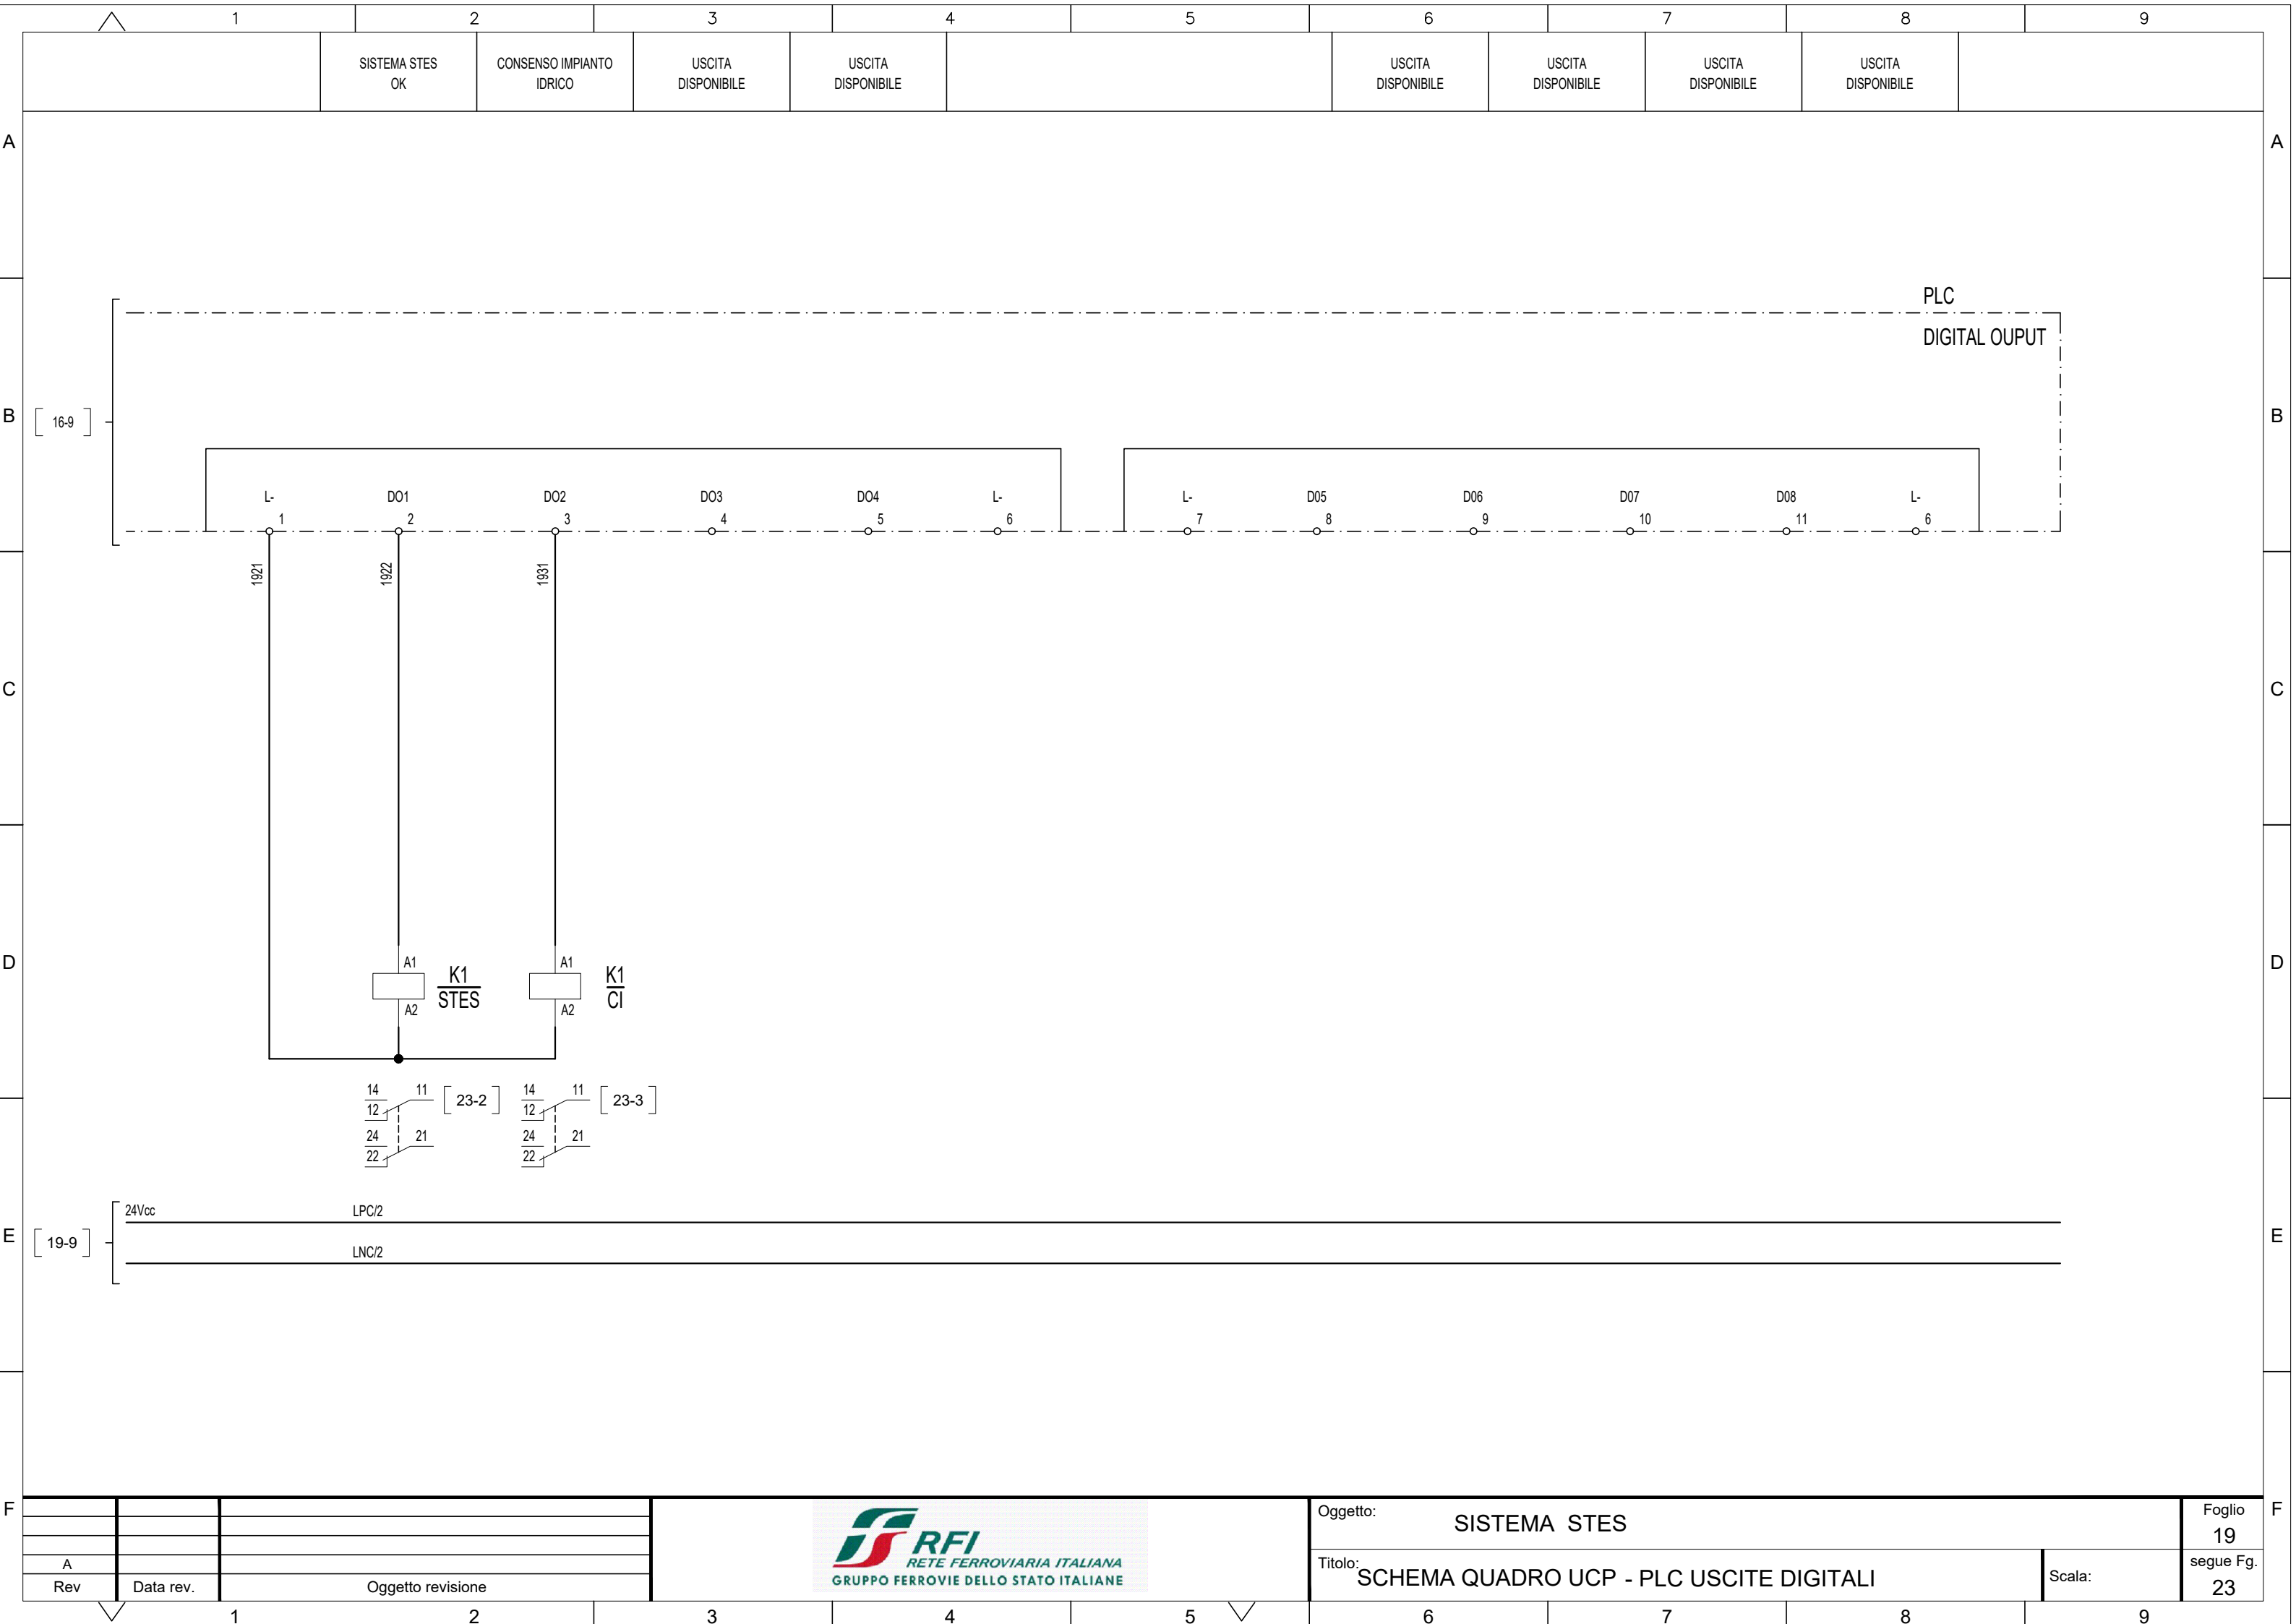 1 2 3 4 5 6 7 8 9
SISTEMA STES
OK
CONSENSO IMPIANTO
IDRICO
USCITA
DISPONIBILE
USCITA
DISPONIBILE
USCITA
DISPONIBILE
USCITA
DISPONIBILE
USCITA
DISPONIBILE
USCITA
DISPONIBILE
A A
PLC
DIGITAL OUPUT
B 16-9 B
L- DO1 DO2 DO3 DO4 L- L- D05 D06 D07 D08 L-
1 2 3 4 5 6 7 8 9 10 11 6
1921 1922 1931
C C
D D
A1 K1 A1 K1
STES CI
A2 A2
14 11 23-2 14 11 23-3
12 12
24 21 24 21
22 22
24Vcc LPC/2
E 19-9 E
LNC/2
F F
A
Rev Data rev. Oggetto revisione
RFI
RETE FERROVIARIA ITALIANA
GRUPPO FERROVIE DELLO STATO ITALIANE
Oggetto: SISTEMA STES
Titolo: SCHEMA QUADRO UCP - PLC USCITE DIGITALI
Scala:
Foglio
19
segue Fg.
23
1 2 3 4 5 6 7 8 9